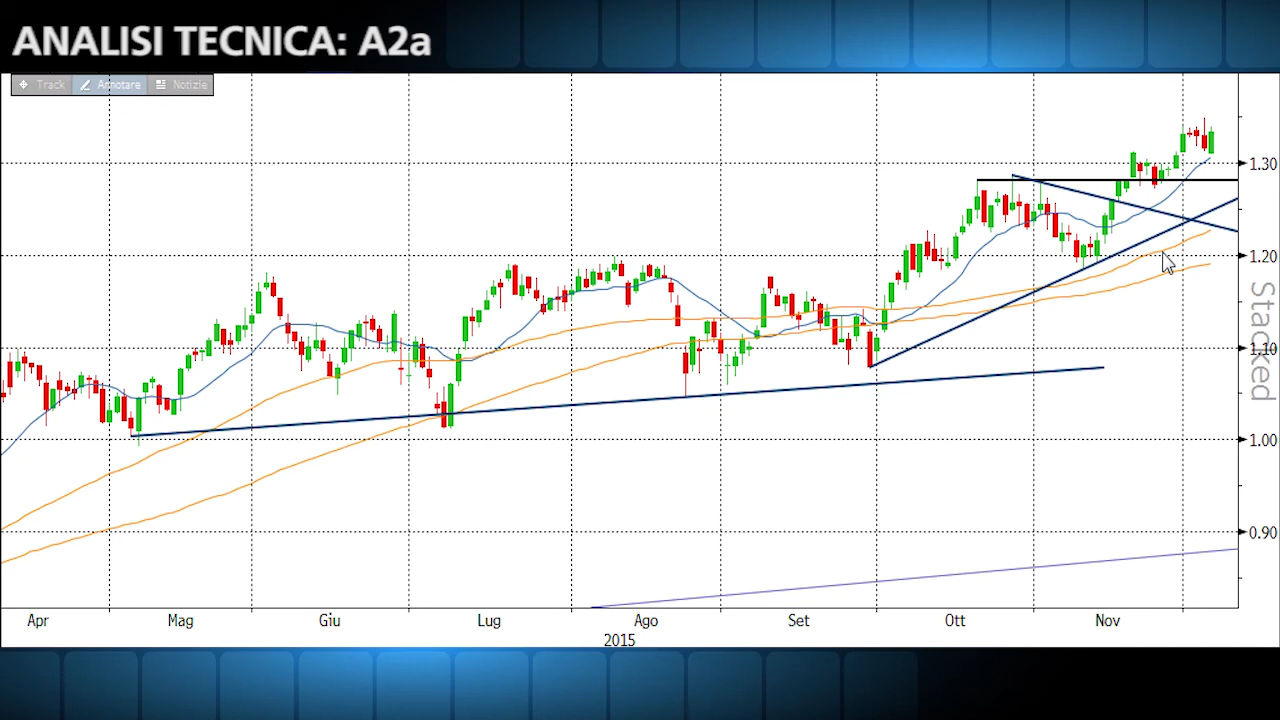 ANALISI TECNICA: A2a
Track Annotare Notizie
1.30
1.20
1.10
1.00
0.90
Stacked
Apr Mag Giu Lug Ago Set Ott Nov
2015